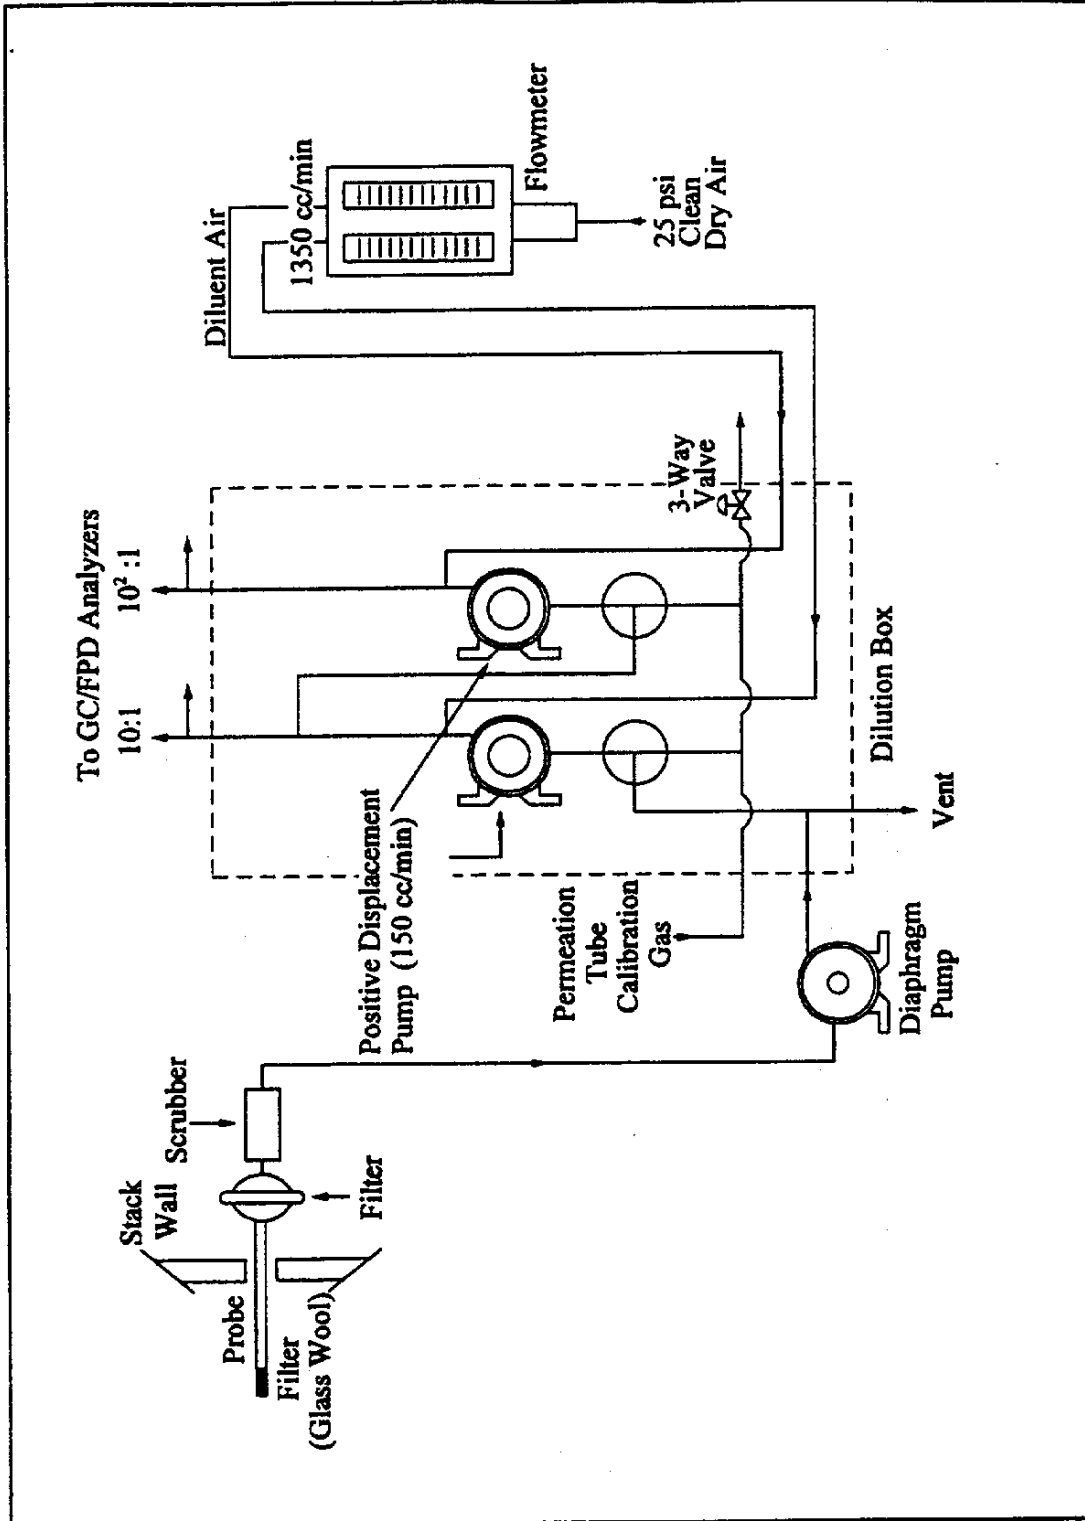 To GC/FPD Analyzers
10:1
10² :1
Diluent Air
1350 cc/min
Flowmeter
25 psi
Clean
Dry Air
3-Way
Valve
Dilution Box
Vent
Positive Displacement
Pump (150 cc/min)
Permeation
Tube
Calibration
Gas
Diaphragm
Pump
Scrubber
Stack
Wall
Filter
Probe
Filter
(Glass Wool)